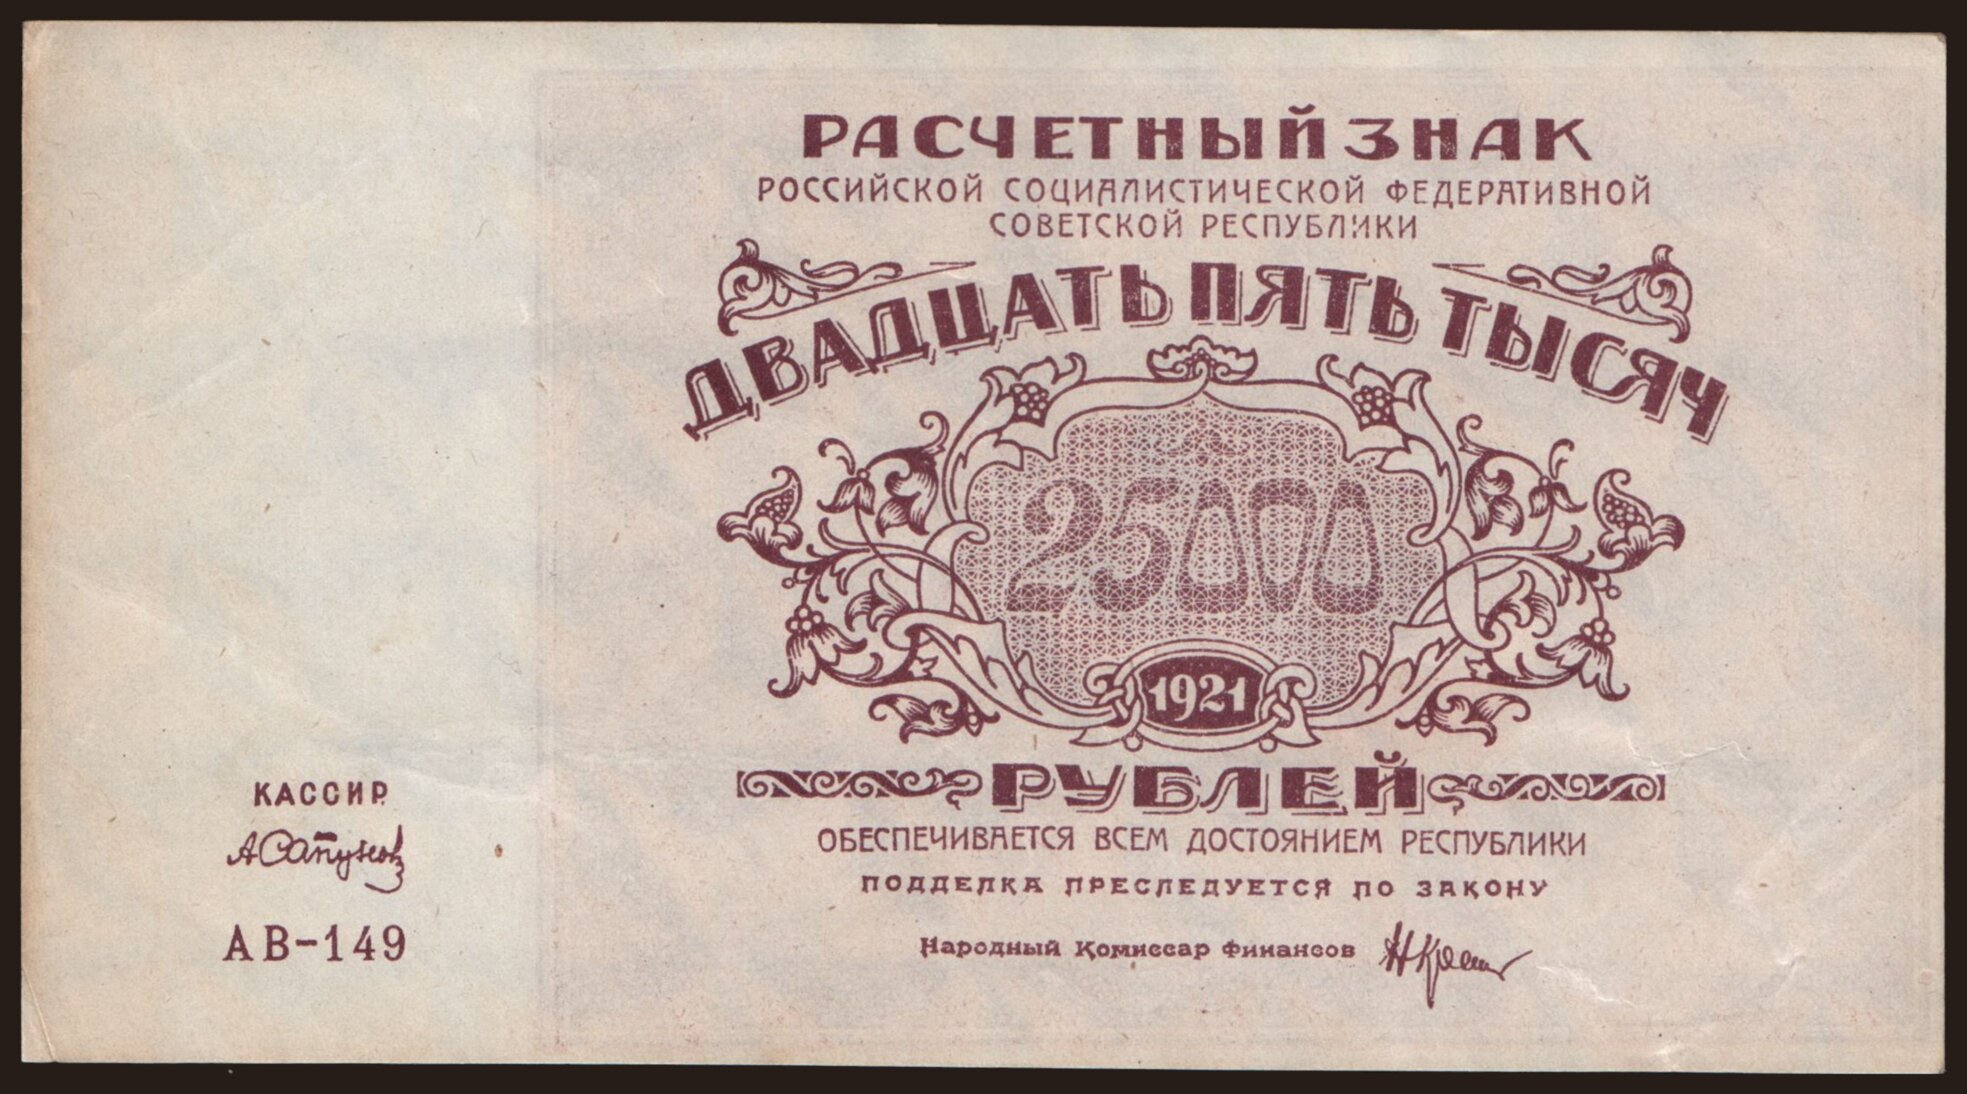 РАСЧЕТНЫЙ ЗНАК
РОССИЙСКОЙ СОЦИАЛИСТИЧЕСКОЙ ФЕДЕРАТИВНОЙ
СОВЕТСКОЙ РЕСПУБЛИКИ
ДВАДЦАТЬ ПЯТЬ ТЫСЯЧ
25000
1921
РУБЛЕЙ
ОБЕСПЕЧИВАЕТСЯ ВСЕМ ДОСТОЯНИЕМ РЕСПУБЛИКИ
ПОДДЕЛКА ПРЕСЛЕДУЕТСЯ ПО ЗАКОНУ
Народный Комиссар Финансов
КАССИР
АВ-149